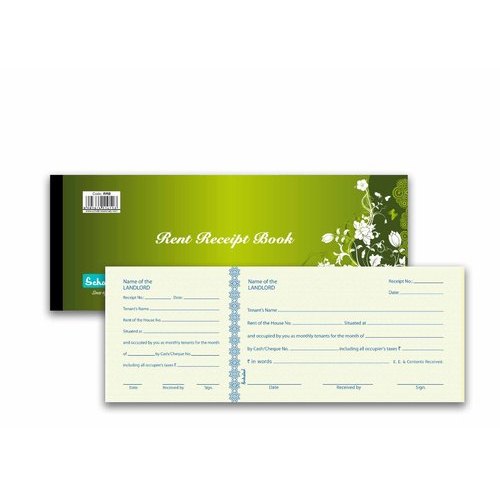 Code: RRB
Rent Receipt Book
Name of the
LANDLORD
Receipt No.: Date:
Tenant's Name
Rent of the House No
Situated at
and occupied by you as monthly tenants for the month
of by Cash/Cheque No.
including all occupier's taxes ₹
Date Received by Sign.
Name of the
LANDLORD
Receipt No.:
Date:
Tenant's Name
Rent of the House No. Situated at
and occupied by you as monthly tenants for the month of
by Cash/Cheque No. including all occupier's taxes ₹
₹ in words E. E. & Contents Received.
Date Received by Sign.